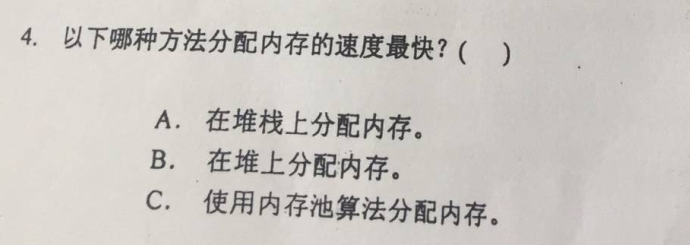 4. 以下哪种方法分配内存的速度最快？( )
A. 在堆栈上分配内存。
B. 在堆上分配内存。
C. 使用内存池算法分配内存。